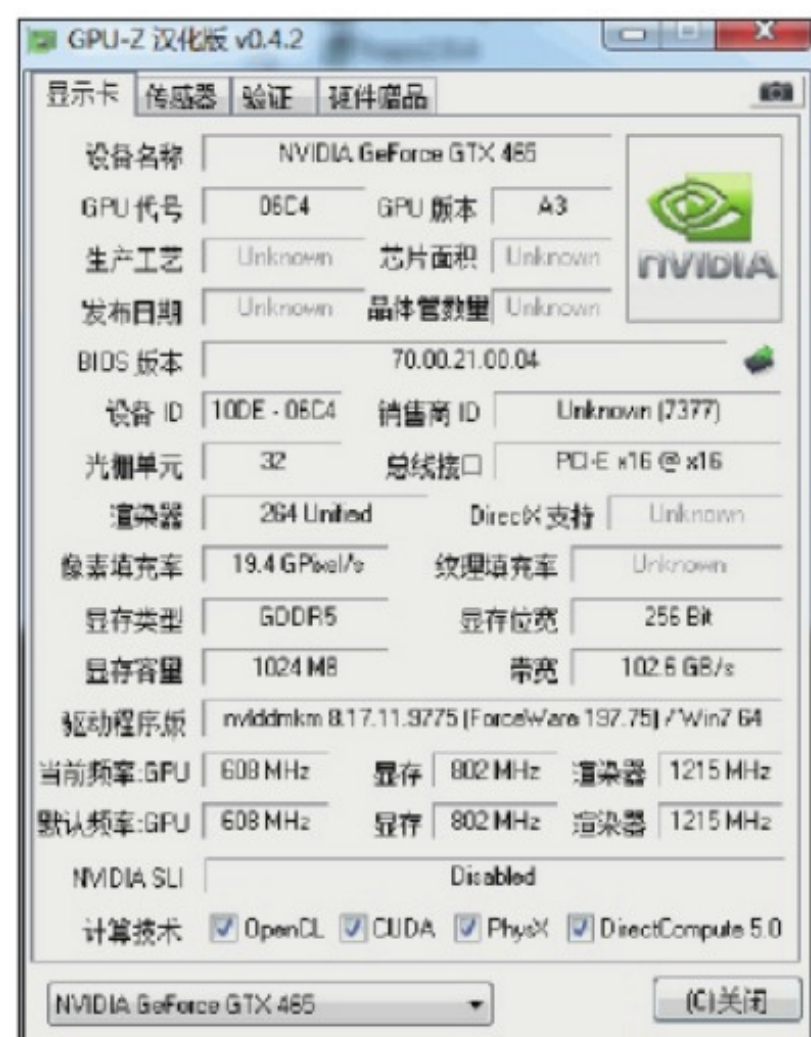 GPU-Z 汉化版 v0.4.2
显示卡 传感器 验证 硬件赠品
设备名称 NVIDIA GeForce GTX 465
GPU 代号 06C4 GPU 版本 A3
生产工艺 Unknown 芯片面积 Unknown
发布日期 Unknown 晶体管数量 Unknown
nVIDIA
BIOS 版本 70.00.21.00.04
设备 ID 10DE - 06C4 销售商 ID Unknown (7377)
光栅单元 32 总线接口 PCI-E x16 @ x16
渲染器 264 Unified DirectX 支持 Unknown
像素填充率 19.4 GPixel/s 纹理填充率 Unknown
显存类型 GDDR5 显存位宽 256 Bit
显存容量 1024 MB 带宽 102.6 GB/s
驱动程序版 nvlddmkm 8.17.11.9775 (ForceWare 197.75) / Win7 64
当前频率:GPU 608 MHz 显存 802 MHz 渲染器 1215 MHz
默认频率:GPU 608 MHz 显存 802 MHz 渲染器 1215 MHz
NVIDIA SLI Disabled
计算技术 OpenCL CUDA PhysX DirectCompute 5.0
NVIDIA GeForce GTX 465 (C)关闭